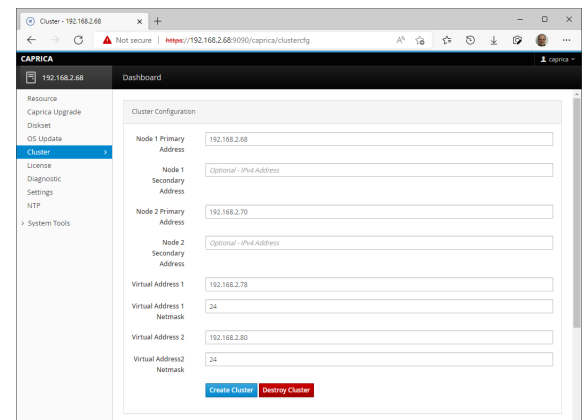 Cluster - 192.168.2.68
Not secure | https://192.168.2.68:9090/caprica/clustercfg
CAPRICA
caprica
192.168.2.68
Dashboard
Resource
Caprica Upgrade
Diskset
OS Update
Cluster
License
Diagnostic
Settings
NTP
System Tools
Cluster Configuration
Node 1 Primary
Address
192.168.2.68
Node 1
Secondary
Address
Optional - IPv4 Address
Node 2 Primary
Address
192.168.2.70
Node 2
Secondary
Address
Optional - IPv4 Address
Virtual Address 1
192.168.2.78
Virtual Address 1
Netmask
24
Virtual Address 2
192.168.2.80
Virtual Address2
Netmask
24
Create Cluster
Destroy Cluster